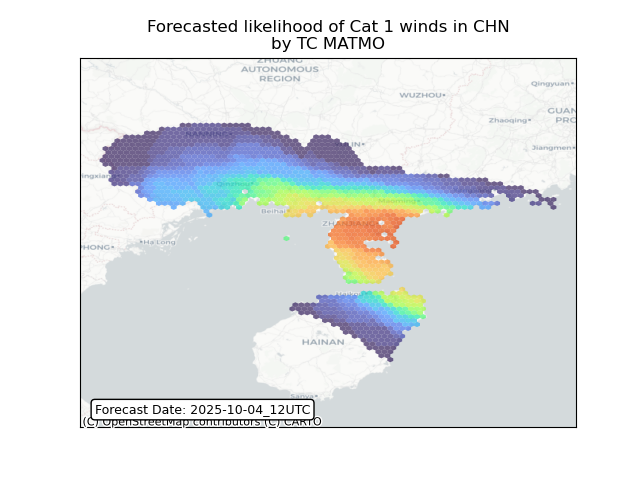 Forecasted likelihood of Cat 1 winds in CHN
by TC MATMO
ZHUANG
AUTONOMOUS
REGION
Qingyuan
WUZHOU
GUAN
Zhaoqing
PRO
Jiangmen
Beihai
Ha Long
HAINAN
Sanya
Forecast Date: 2025-10-04_12UTC
(C) OpenStreetMap contributors (C) CARTO